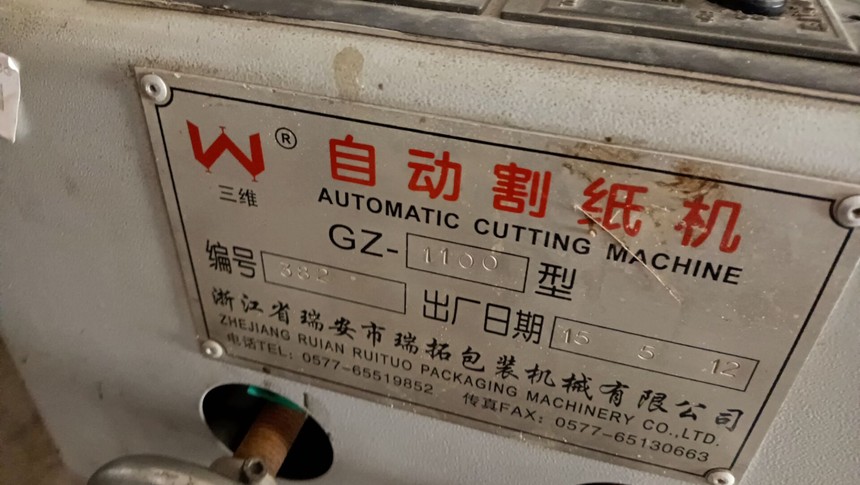 ® 自动割纸机
三维
AUTOMATIC CUTTING MACHINE
GZ- 1100 型
编号 382 出厂日期 15 5 12
浙江省瑞安市瑞拓包装机械有限公司
ZHEJIANG RUIAN RUITUO PACKAGING MACHINERY CO.,LTD.
电话TEL: 0577-65519852 传真FAX: 0577-65130663